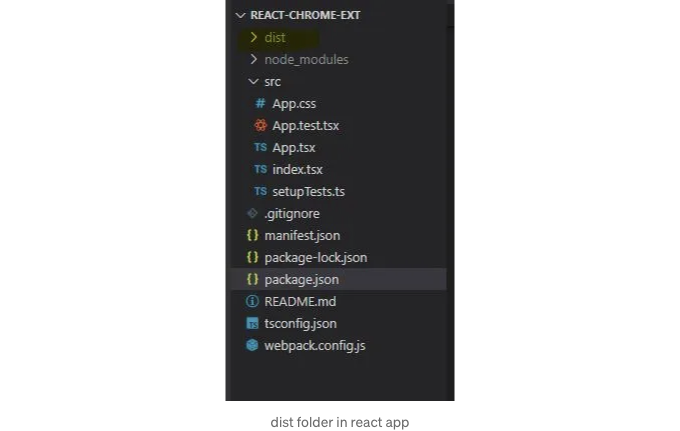 REACT-CHROME-EXT
dist
node_modules
src
# App.css
App.test.tsx
TS App.tsx
TS index.tsx
TS setupTests.ts
.gitignore
{} manifest.json
{} package-lock.json
{} package.json
README.md
TS tsconfig.json
webpack.config.js
dist folder in react app